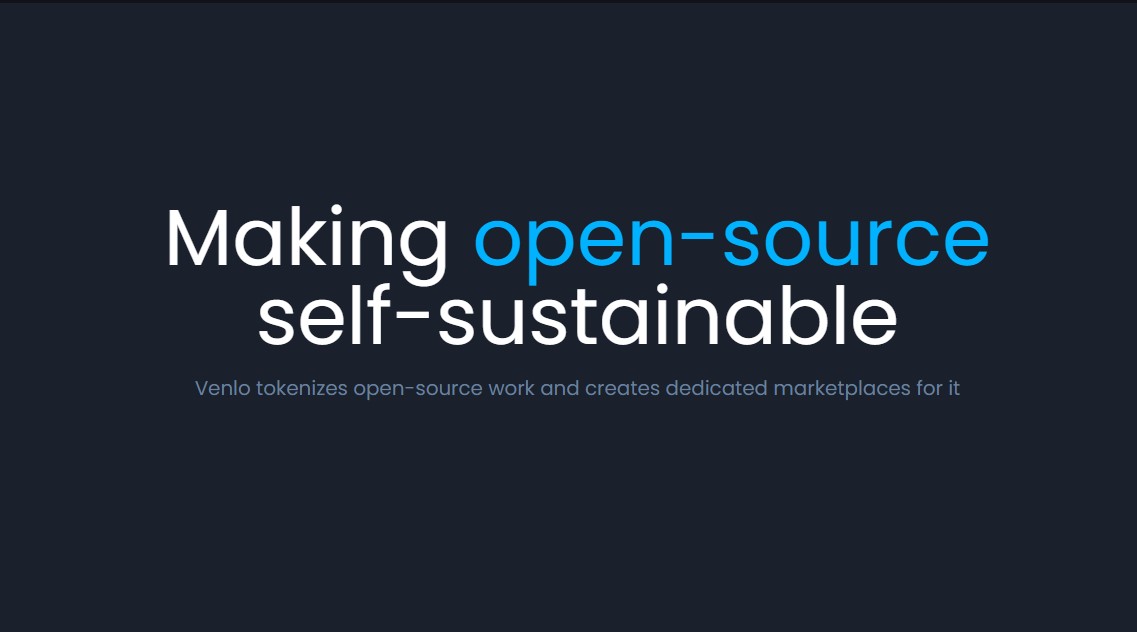 Making open-source
self-sustainable
Venlo tokenizes open-source work and creates dedicated marketplaces for it